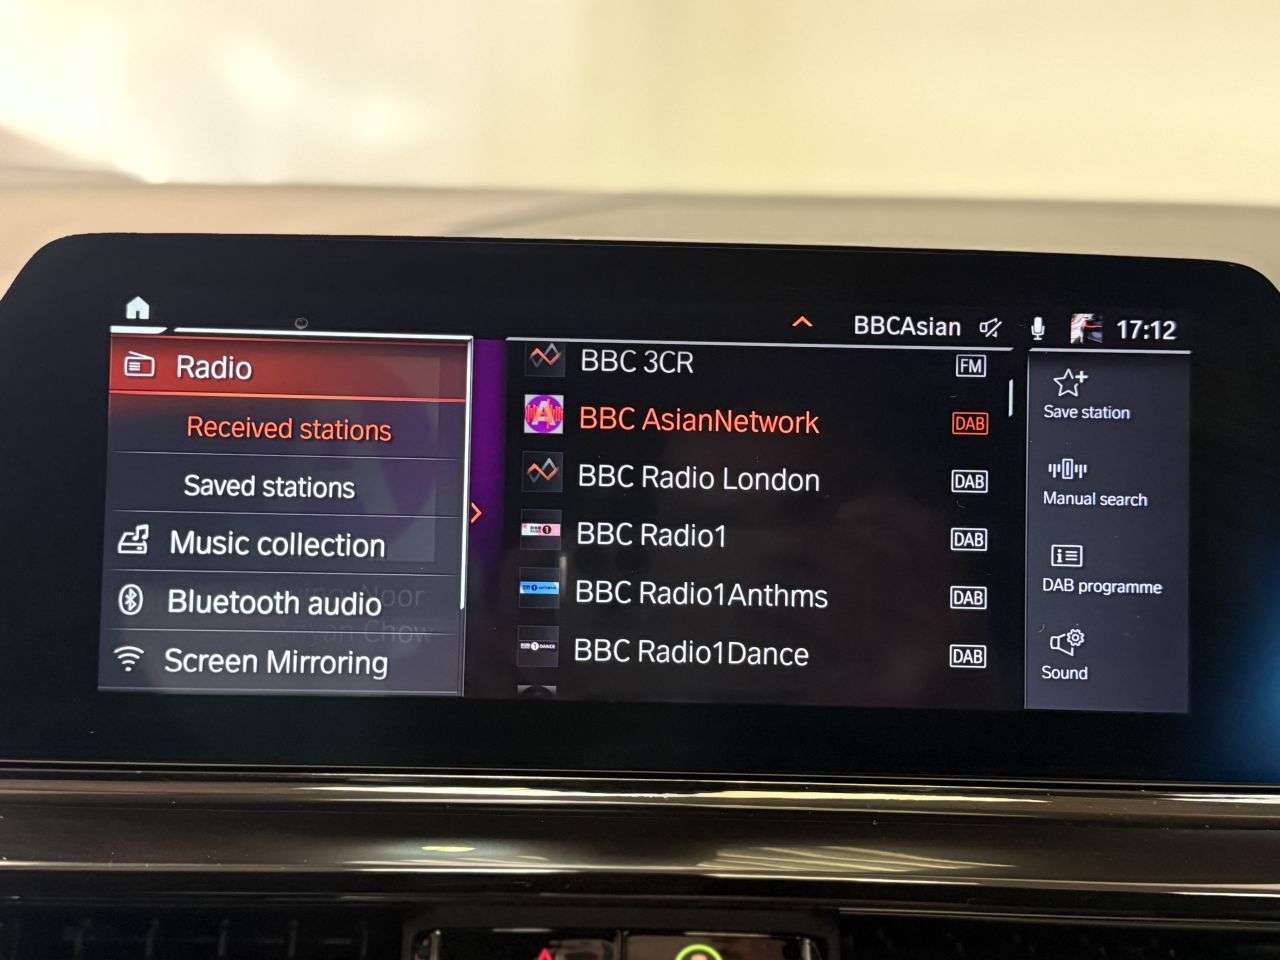 BBCAsian
17:12
Radio
Received stations
Saved stations
Music collection
Bluetooth audio
Screen Mirroring
BBC 3CR FM
BBC AsianNetwork DAB
BBC Radio London DAB
BBC Radio1 DAB
BBC Radio1Anthms DAB
BBC Radio1Dance DAB
Save station
Manual search
DAB programme
Sound